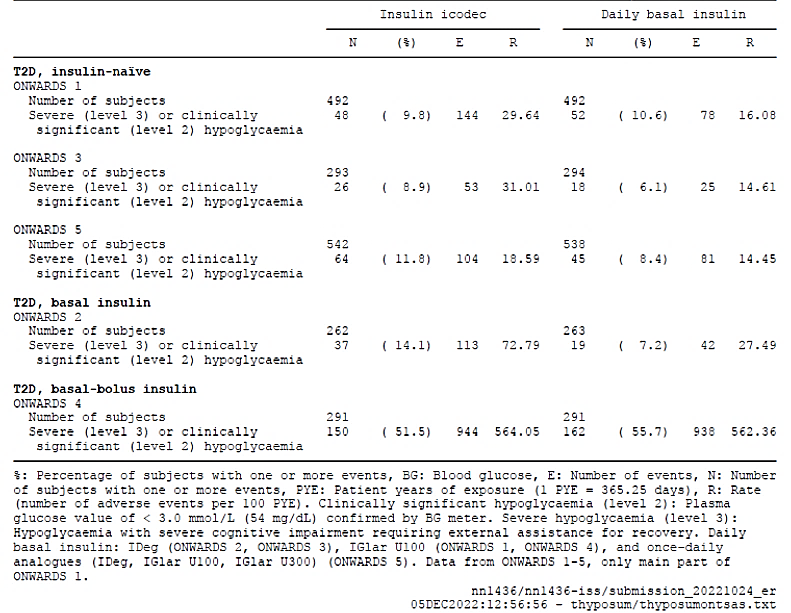 Insulin icodec Daily basal insulin
N (%) E R N (%) E R
T2D, insulin-naïve
ONWARDS 1
Number of subjects 492 492
Severe (level 3) or clinically 48 ( 9.8) 144 29.64 52 ( 10.6) 78 16.08
significant (level 2) hypoglycaemia
ONWARDS 3
Number of subjects 293 294
Severe (level 3) or clinically 26 ( 8.9) 53 31.01 18 ( 6.1) 25 14.61
significant (level 2) hypoglycaemia
ONWARDS 5
Number of subjects 542 538
Severe (level 3) or clinically 64 ( 11.8) 104 18.59 45 ( 8.4) 81 14.45
significant (level 2) hypoglycaemia
T2D, basal insulin
ONWARDS 2
Number of subjects 262 263
Severe (level 3) or clinically 37 ( 14.1) 113 72.79 19 ( 7.2) 42 27.49
significant (level 2) hypoglycaemia
T2D, basal-bolus insulin
ONWARDS 4
Number of subjects 291 291
Severe (level 3) or clinically 150 ( 51.5) 944 564.05 162 ( 55.7) 938 562.36
significant (level 2) hypoglycaemia
%: Percentage of subjects with one or more events, BG: Blood glucose, E: Number of events, N: Number
of subjects with one or more events, PYE: Patient years of exposure (1 PYE = 365.25 days), R: Rate
(number of adverse events per 100 PYE). Clinically significant hypoglycaemia (level 2): Plasma
glucose value of < 3.0 mmol/L (54 mg/dL) confirmed by BG meter. Severe hypoglycaemia (level 3):
Hypoglycaemia with severe cognitive impairment requiring external assistance for recovery. Daily
basal insulin: IDeg (ONWARDS 2, ONWARDS 3), IGlar U100 (ONWARDS 1, ONWARDS 4), and once-daily
analogues (IDeg, IGlar U100, IGlar U300) (ONWARDS 5). Data from ONWARDS 1-5, only main part of
ONWARDS 1.
nn1436/nn1436-iss/submission_20221024_er
05DEC2022:12:56:56 - thyposum/thyposumontsas.txt